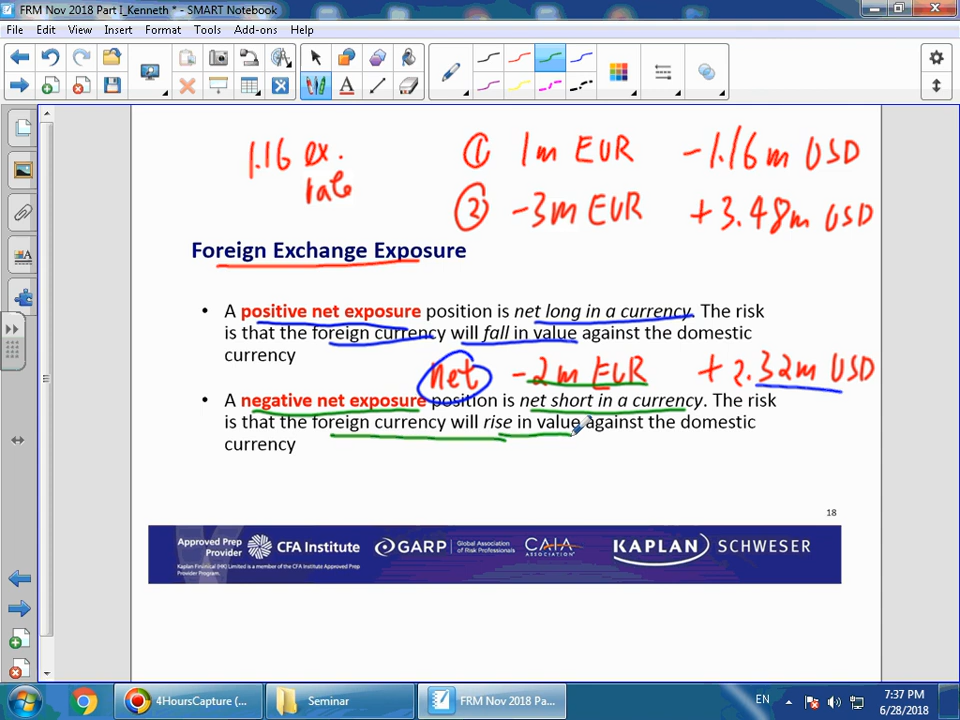 FRM Nov 2018 Part I_Kenneth * - SMART Notebook
File Edit View Insert Format Tools Add-ons Help
1.16 ex. rate
① 1m EUR -1.16m USD
② -3m EUR +3.48m USD
Foreign Exchange Exposure
• A positive net exposure position is net long in a currency. The risk
is that the foreign currency will fall in value against the domestic
currency
net -2m EUR +2.32m USD
• A negative net exposure position is net short in a currency. The risk
is that the foreign currency will rise in value against the domestic
currency
18
Approved Prep
Provider
CFA Institute
GARP
Global Association
of Risk Professionals
CAIA
ASSOCIATION
KAPLAN SCHWESER
Kaplan Financial (HK) Limited is a member of the CFA Institute Approved Prep
Provider Program.
4HoursCapture (...
Seminar
FRM Nov 2018 Pa...
EN
7:37 PM
6/28/2018